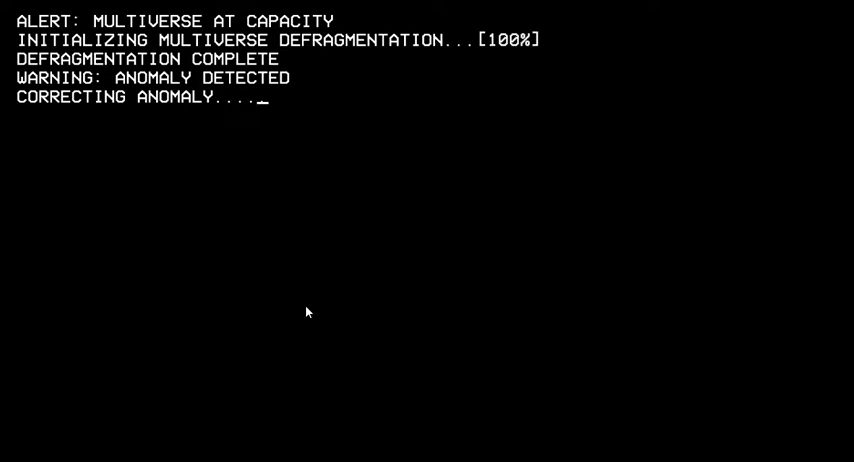 ALERT: MULTIVERSE AT CAPACITY
INITIALIZING MULTIVERSE DEFRAGMENTATION...[100%]
DEFRAGMENTATION COMPLETE
WARNING: ANOMALY DETECTED
CORRECTING ANOMALY...._